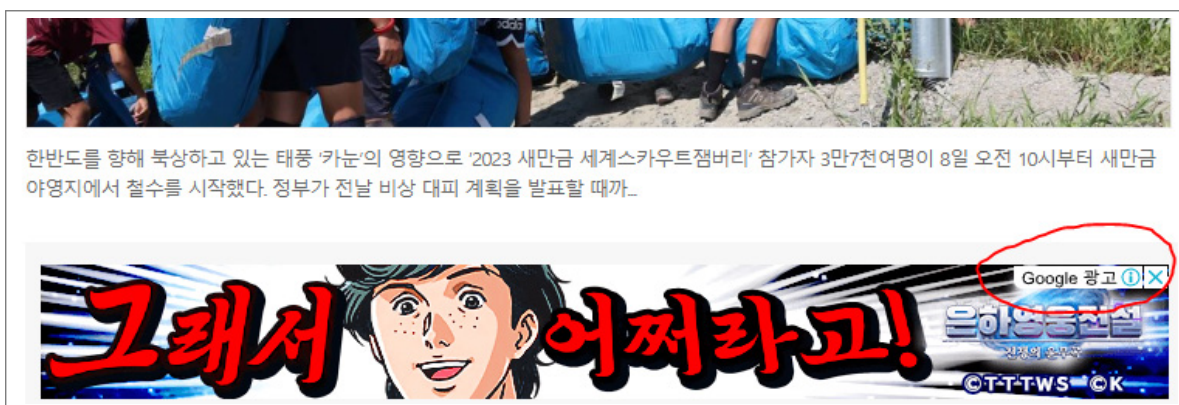 한반도를 향해 북상하고 있는 태풍 '카눈'의 영향으로 '2023 새만금 세계스카우트잼버리' 참가자 3만7천여명이 8일 오전 10시부터 새만금
야영지에서 철수를 시작했다. 정부가 전날 비상 대피 계획을 발표할 때까...
Google 광고
그래서 어쩌라고!
은하영웅전설
©TTTWS ©K